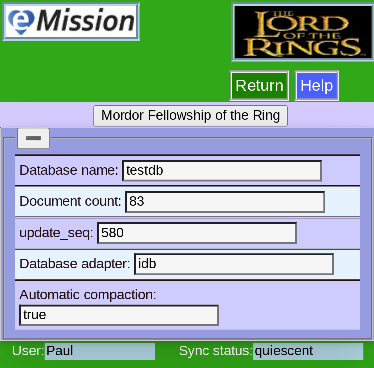 eMission
THE
LORD
OF THE
RINGS
Return Help
Mordor Fellowship of the Ring
Database name: testdb
Document count: 83
update_seq: 580
Database adapter: idb
Automatic compaction:
true
User: Paul Sync status: quiescent